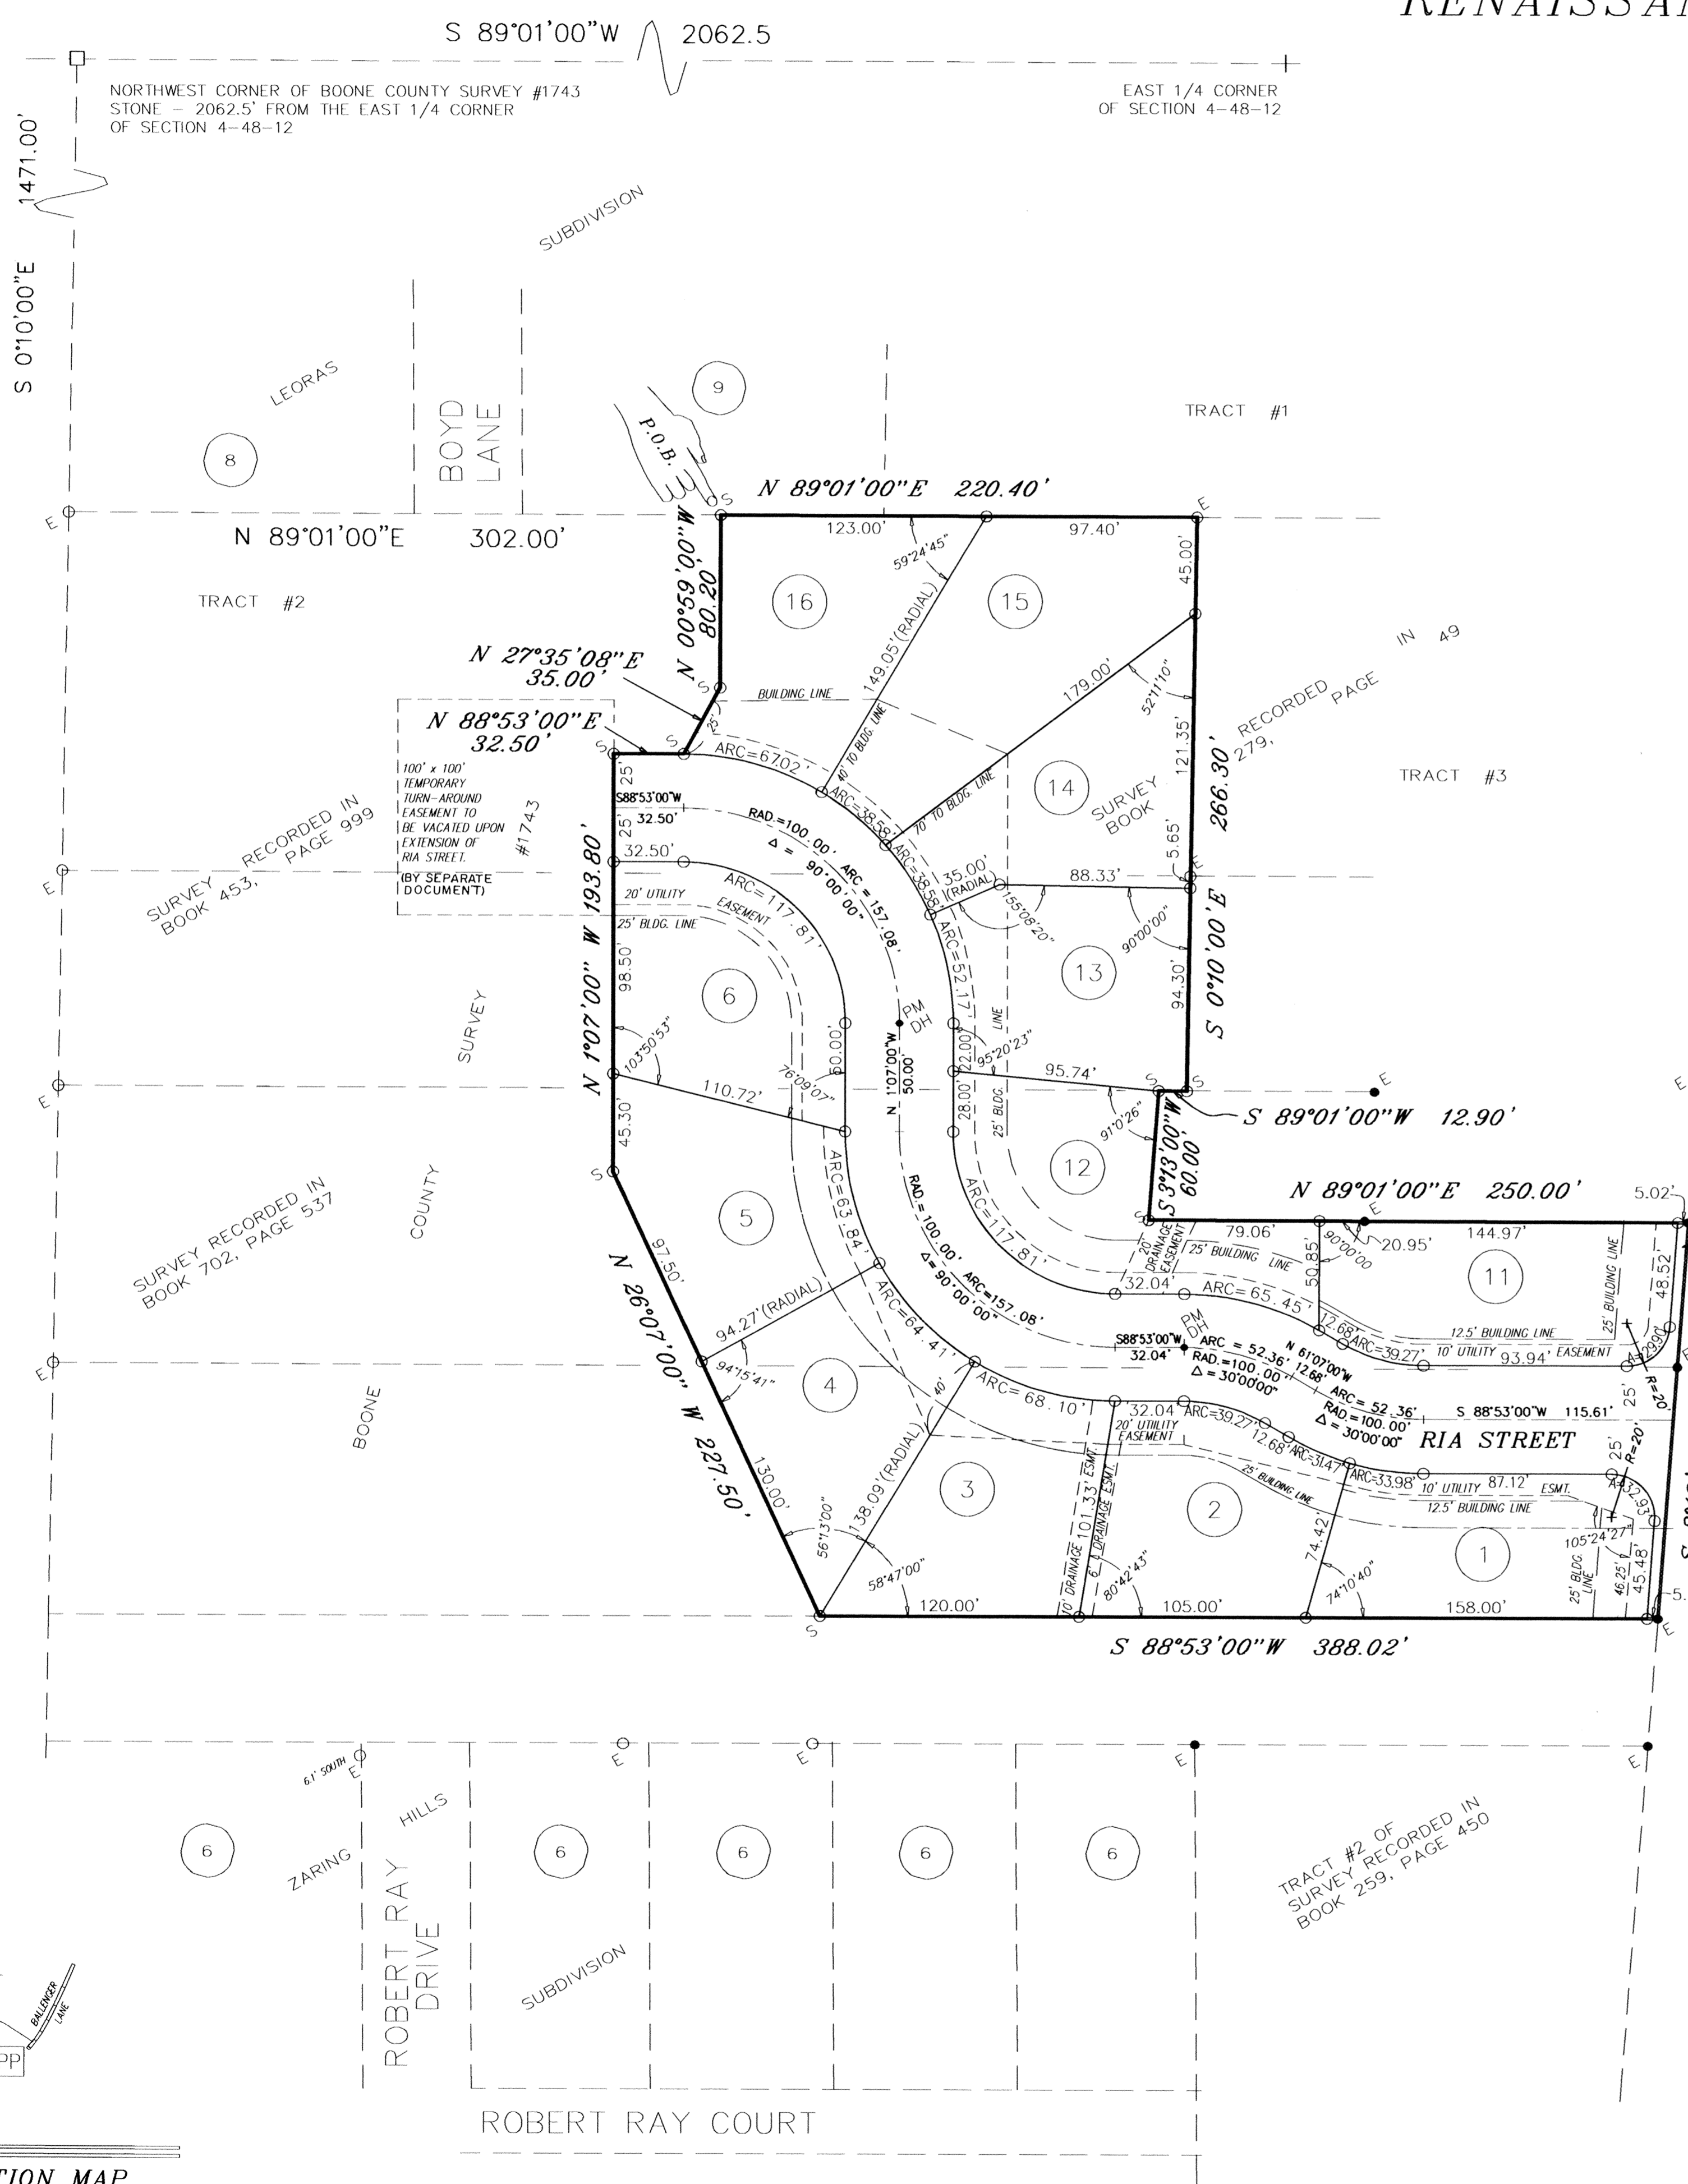 S 89°01'00"W 2062.5
NORTHWEST CORNER OF BOONE COUNTY SURVEY #1743
STONE – 2062.5' FROM THE EAST 1/4 CORNER
OF SECTION 4-48-12
EAST 1/4 CORNER
OF SECTION 4-48-12
S 0°10'00"E 1471.00'
SUBDIVISION
LEORAS
8
BOYD
LANE
9
P.O.B.
TRACT #1
N 89°01'00"E 302.00'
N 89°01'00"E 220.40'
123.00'
97.40'
59°24'45"
45.00'
TRACT #2
N 00°59'00"W
80.20'
16
15
149.05'(RADIAL)
N 27°35'08"E
35.00'
N 88°53'00"E
32.50'
BUILDING LINE
25'
179.00'
52°11'10"
IN 49
RECORDED PAGE
279,
TRACT #3
121.35'
266.30'
S 0°10'00"E
100' x 100'
TEMPORARY
TURN-AROUND
EASEMENT TO
BE VACATED UPON
EXTENSION OF
RIA STREET.
(BY SEPARATE
DOCUMENT)
#1743
ARC=67.02'
40' TO BLDG. LINE
ARC=38.58'
70' TO BLDG. LINE
14
SURVEY
BOOK
25'
S88°53'00"W
32.50'
25'
32.50'
RAD.=100.00' ARC=157.08'
Δ = 90°00'00"
ARC=117.81'
20' UTILITY
EASEMENT
25' BLDG. LINE
SURVEY RECORDED IN
BOOK 453, PAGE 999
N 1°07'00" W 193.80'
98.50'
38.58'
35.00'
(RADIAL)
88.33'
5.65'
155°08'20"
90°00'00"
ARC=52.17'
13
94.30'
6
SURVEY
103°50'53"
76°09'07"
110.72'
50.00'
PM
DH
N 1°07'00"W
50.00'
22.00'
28.00'
95°20'23"
25' BLDG. LINE
95.74'
91°0'26"
S 89°01'00"W 12.90'
S 3°13'00"W
60.00'
12
45.30'
5
COUNTY
SURVEY RECORDED IN
BOOK 702, PAGE 537
ARC=63.84'
ARC=117.81'
RAD.=100.00' ARC=157.08'
Δ=90°00'00"
N 89°01'00"E 250.00'
5.02'
79.06'
90°00'00
20.95'
144.97'
20'
DRAINAGE
EASEMENT
25' BUILDING LINE
50.85'
11
25' BUILDING LINE
48.52'
97.50'
N 26°07'00" W 227.50'
94.27'(RADIAL)
94°15'41"
ARC=64.41'
32.04'
ARC=65.45'
PM
DH
12.68'
ARC=39.27'
12.5' BUILDING LINE
10' UTILITY EASEMENT
93.94'
R=20'
S88°53'00"W
32.04'
ARC = 52.36'
RAD.=100.00'
Δ=30°00'00"
N 61°07'00"W
12.68'
ARC = 52.36'
RAD.=100.00'
Δ = 30°00'00"
S 88°53'00"W 115.61'
25'
25'
RIA STREET
R=20'
4
40'
ARC=68.10'
32.04'
ARC=39.27'
20' UTILITY
EASEMENT
12.68'
ARC=31.47'
ARC=33.98'
10' UTILITY ESMT.
87.12'
12.5' BUILDING LINE
25' BUILDING LINE
BOONE
130.00'
138.09'(RADIAL)
3
2
1
10' DRAINAGE ESMT.
101.33'
6' DRAINAGE ESMT.
74.42'
105°24'27"
25' BLDG.
LINE
46.25'
45.48'
56°13'00"
58°47'00"
80°42'43"
74°10'40"
120.00'
105.00'
158.00'
S 88°53'00"W 388.02'
6.1' SOUTH
HILLS
ZARING
6
6
6
6
6
ROBERT RAY
DRIVE
SUBDIVISION
TRACT #2 OF
SURVEY RECORDED IN
BOOK 259, PAGE 450
BALLENGER
LANE
ROBERT RAY COURT